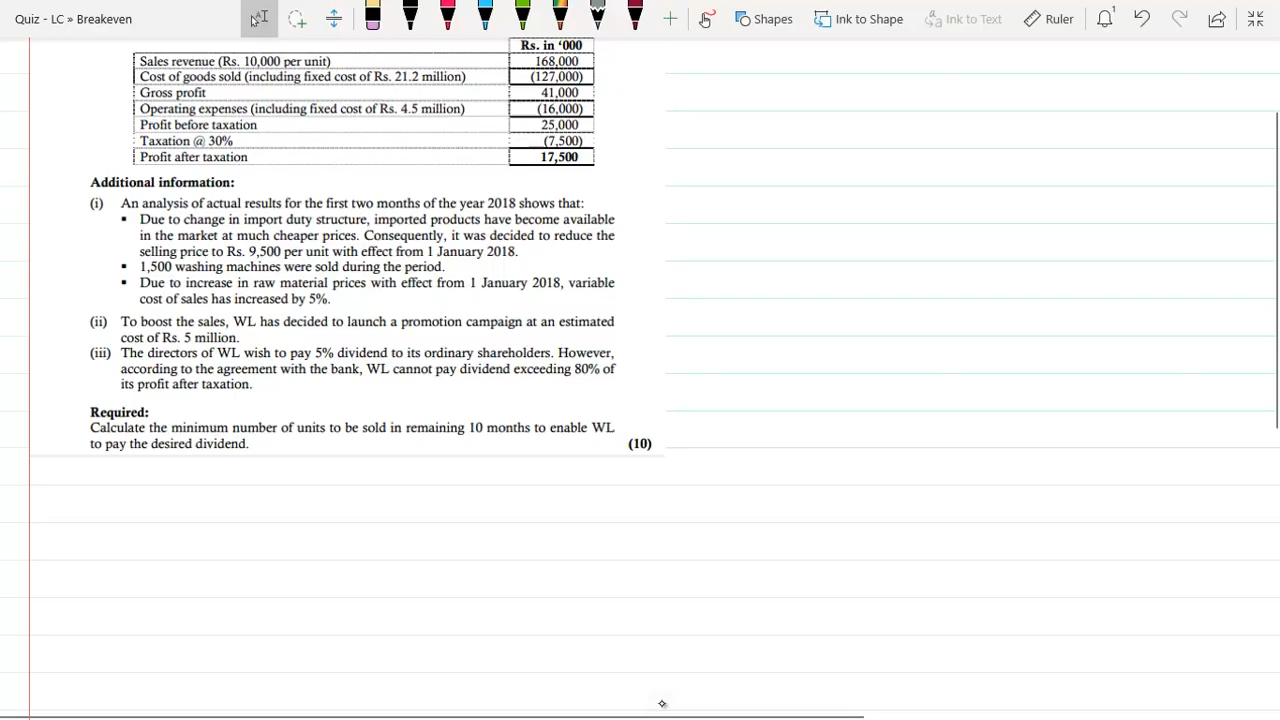 Quiz - LC » Breakeven
Shapes
Ink to Shape
Ink to Text
Ruler
1
Rs. in ‘000
Sales revenue (Rs. 10,000 per unit) 168,000
Cost of goods sold (including fixed cost of Rs. 21.2 million) (127,000)
Gross profit 41,000
Operating expenses (including fixed cost of Rs. 4.5 million) (16,000)
Profit before taxation 25,000
Taxation @ 30% (7,500)
Profit after taxation 17,500
Additional information:
(i) An analysis of actual results for the first two months of the year 2018 shows that:
▪ Due to change in import duty structure, imported products have become available
in the market at much cheaper prices. Consequently, it was decided to reduce the
selling price to Rs. 9,500 per unit with effect from 1 January 2018.
▪ 1,500 washing machines were sold during the period.
▪ Due to increase in raw material prices with effect from 1 January 2018, variable
cost of sales has increased by 5%.
(ii) To boost the sales, WL has decided to launch a promotion campaign at an estimated
cost of Rs. 5 million.
(iii) The directors of WL wish to pay 5% dividend to its ordinary shareholders. However,
according to the agreement with the bank, WL cannot pay dividend exceeding 80% of
its profit after taxation.
Required:
Calculate the minimum number of units to be sold in remaining 10 months to enable WL
to pay the desired dividend. (10)